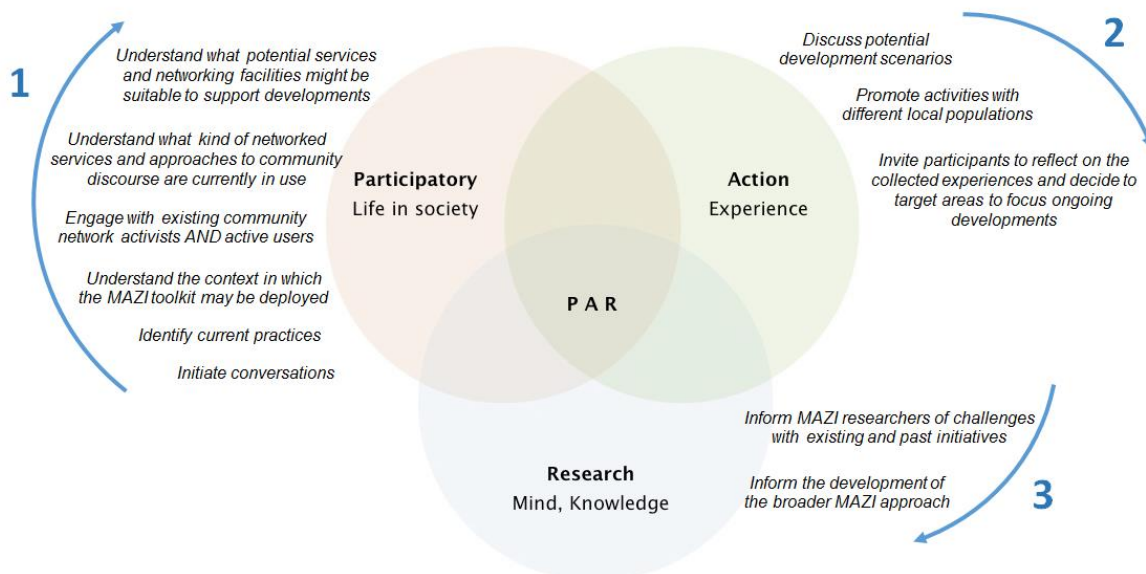 1
Understand what potential services
and networking facilities might be
suitable to support developments
Understand what kind of networked
services and approaches to community
discourse are currently in use
Engage with existing community
network activists AND active users
Understand the context in which
the MAZI toolkit may be deployed
Identify current practices
Initiate conversations
Participatory
Life in society
Action
Experience
P A R
Research
Mind, Knowledge
2
Discuss potential
development scenarios
Promote activities with
different local populations
Invite participants to reflect on the
collected experiences and decide to
target areas to focus ongoing
developments
Inform MAZI researchers of challenges
with existing and past initiatives
Inform the development of
the broader MAZI approach
3